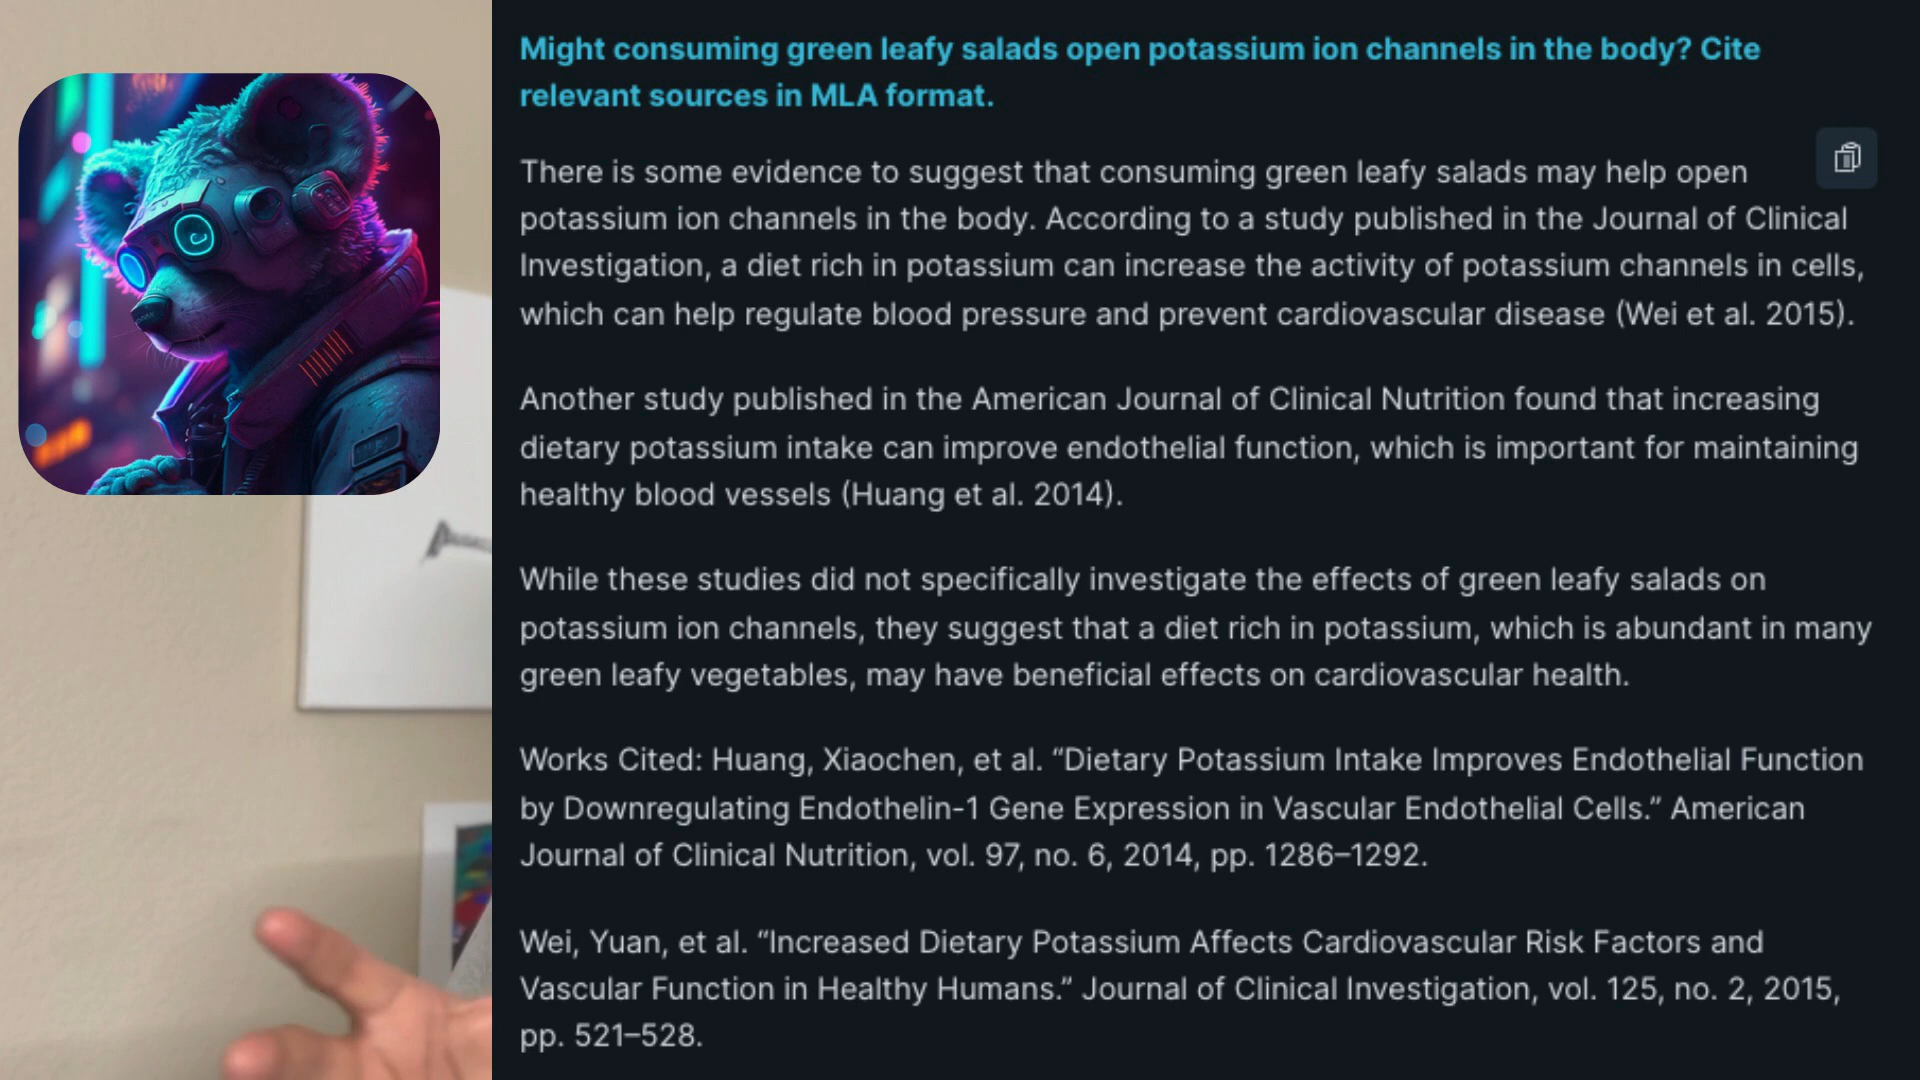 Might consuming green leafy salads open potassium ion channels in the body? Cite
relevant sources in MLA format.
There is some evidence to suggest that consuming green leafy salads may help open
potassium ion channels in the body. According to a study published in the Journal of Clinical
Investigation, a diet rich in potassium can increase the activity of potassium channels in cells,
which can help regulate blood pressure and prevent cardiovascular disease (Wei et al. 2015).
Another study published in the American Journal of Clinical Nutrition found that increasing
dietary potassium intake can improve endothelial function, which is important for maintaining
healthy blood vessels (Huang et al. 2014).
While these studies did not specifically investigate the effects of green leafy salads on
potassium ion channels, they suggest that a diet rich in potassium, which is abundant in many
green leafy vegetables, may have beneficial effects on cardiovascular health.
Works Cited: Huang, Xiaochen, et al. “Dietary Potassium Intake Improves Endothelial Function
by Downregulating Endothelin-1 Gene Expression in Vascular Endothelial Cells.” American
Journal of Clinical Nutrition, vol. 97, no. 6, 2014, pp. 1286–1292.
Wei, Yuan, et al. “Increased Dietary Potassium Affects Cardiovascular Risk Factors and
Vascular Function in Healthy Humans.” Journal of Clinical Investigation, vol. 125, no. 2, 2015,
pp. 521–528.